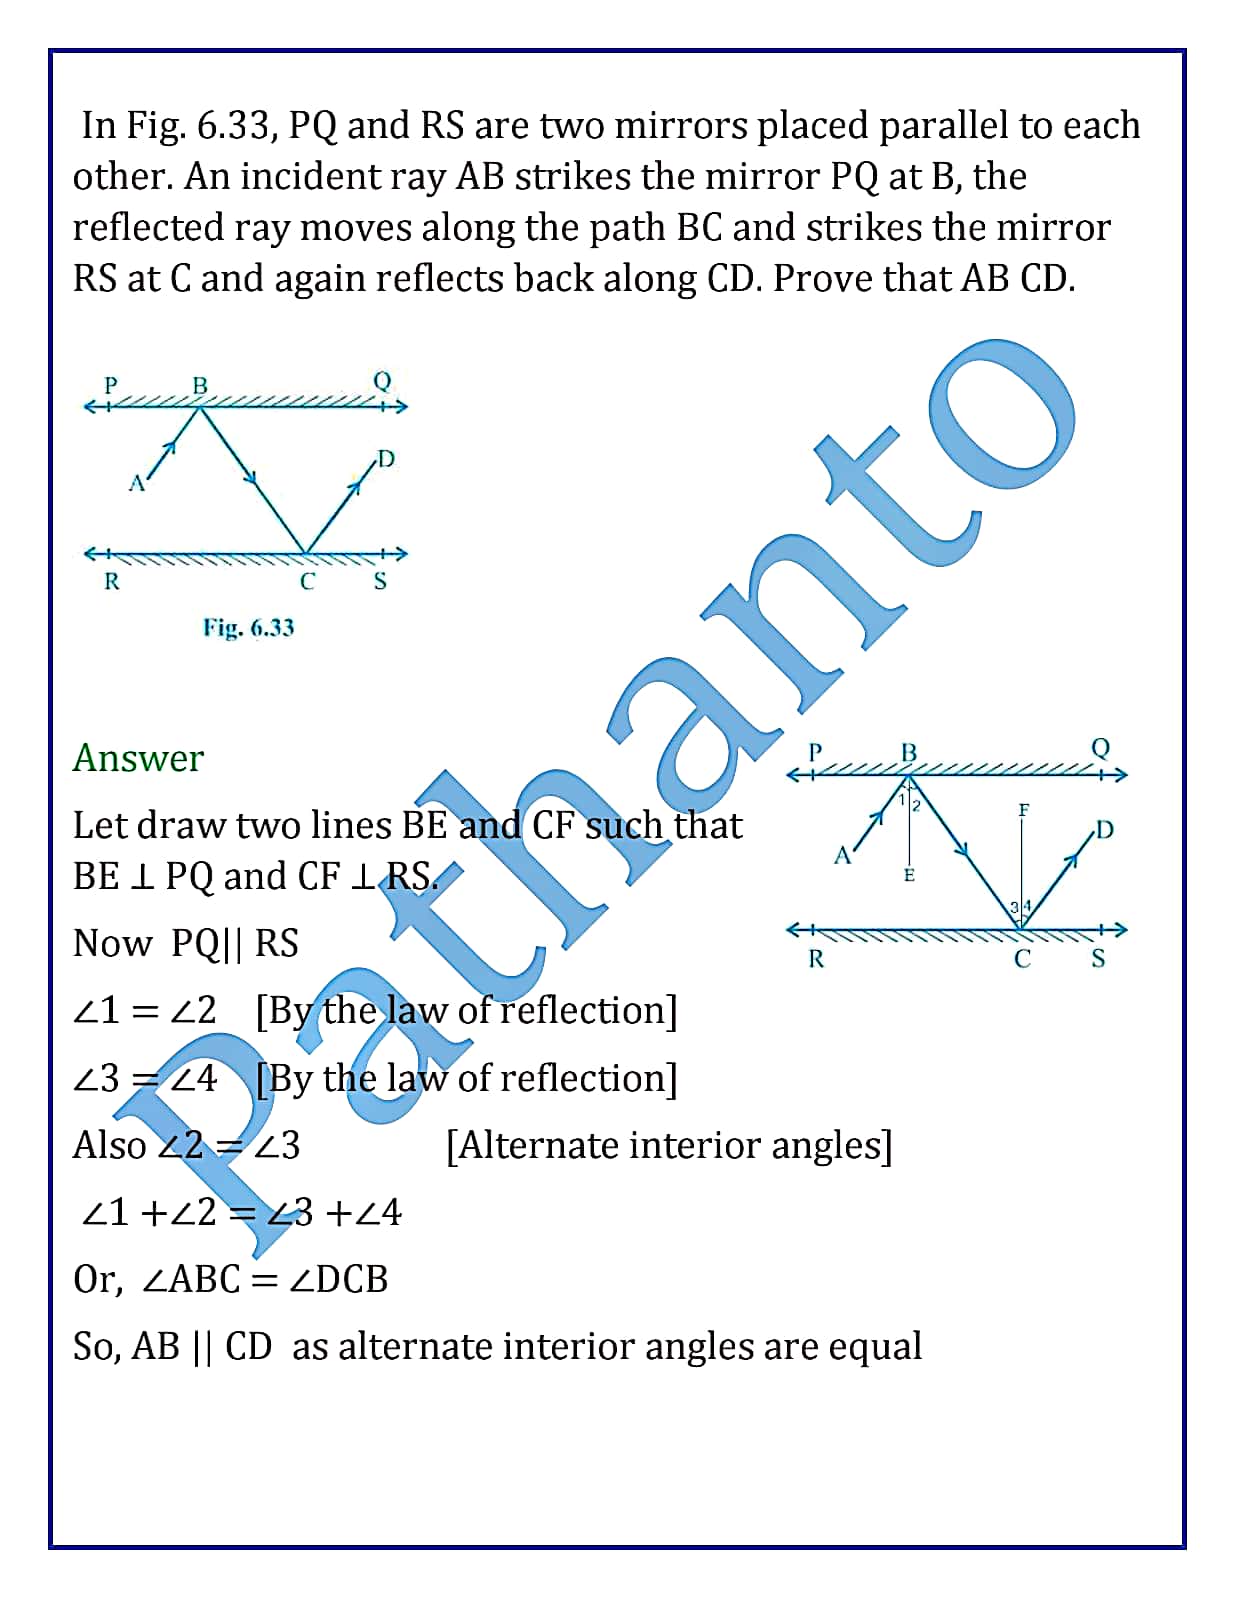 In Fig. 6.33, PQ and RS are two mirrors placed parallel to each
other. An incident ray AB strikes the mirror PQ at B, the
reflected ray moves along the path BC and strikes the mirror
RS at C and again reflects back along CD. Prove that AB CD.
P B Q
A D
R C S
Fig. 6.33
Answer
Let draw two lines BE and CF such that
BE ⊥ PQ and CF ⊥ RS.
Now PQ|| RS
∠1 = ∠2 [By the law of reflection]
∠3 = ∠4 [By the law of reflection]
Also ∠2 = ∠3 [Alternate interior angles]
∠1 +∠2 = ∠3 +∠4
Or, ∠ABC = ∠DCB
So, AB || CD as alternate interior angles are equal
P B Q
1 2 F
A D
E
3 4
R C S
Pathanto